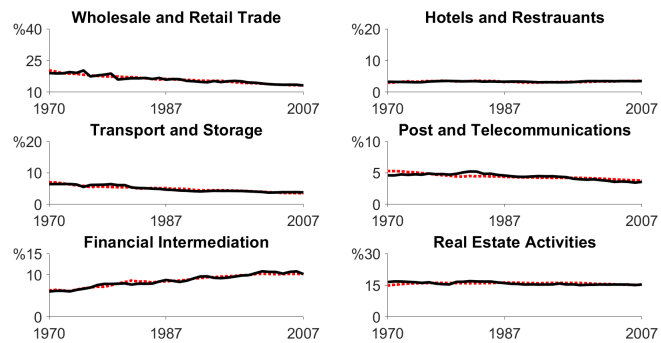 Wholesale and Retail Trade
%40
25
10
1970 1987 2007
Hotels and Restrauants
%20
10
0
1970 1987 2007
Transport and Storage
%20
10
0
1970 1987 2007
Post and Telecommunications
%10
5
0
1970 1987 2007
Financial Intermediation
%15
10
0
1970 1987 2007
Real Estate Activities
%30
15
0
1970 1987 2007